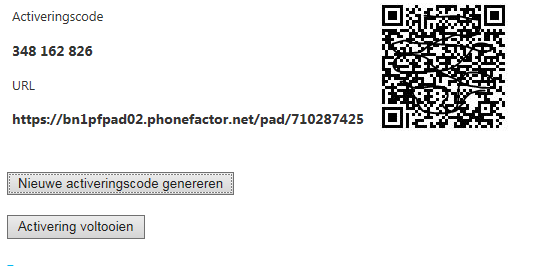 Activeringscode
348 162 826
URL
https://bn1pfpad02.phonefactor.net/pad/710287425
Nieuwe activeringscode genereren
Activering voltooien